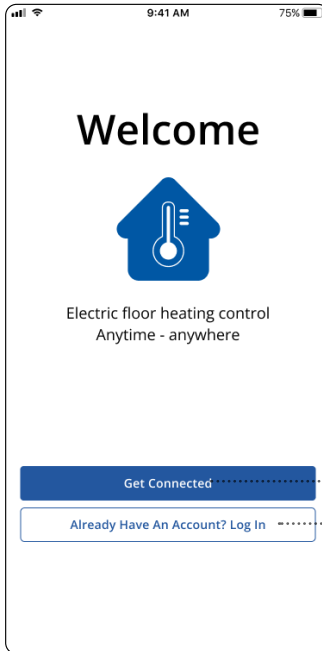 9:41 AM 75%
Welcome
Electric floor heating control
Anytime - anywhere
Get Connected
Already Have An Account? Log In